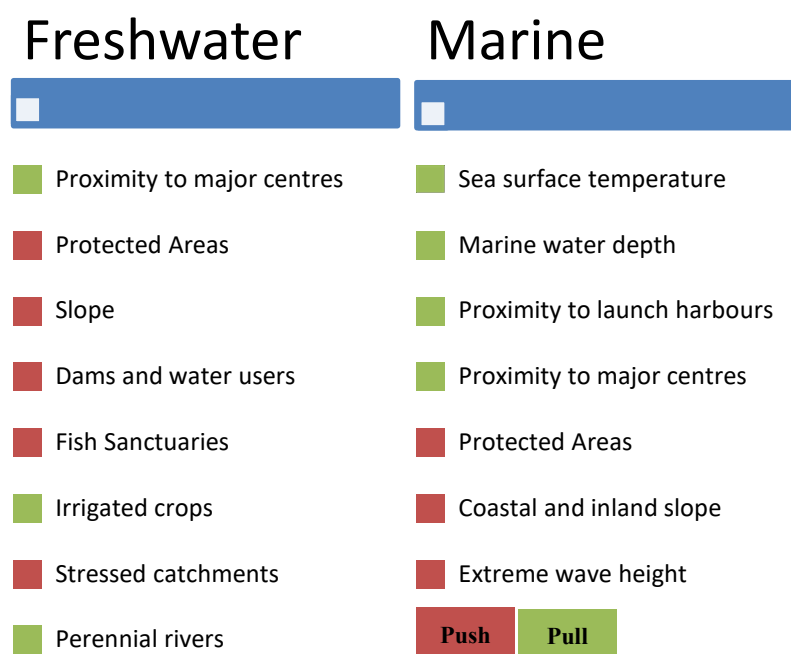 Freshwater
Proximity to major centres
Protected Areas
Slope
Dams and water users
Fish Sanctuaries
Irrigated crops
Stressed catchments
Perennial rivers
Marine
Sea surface temperature
Marine water depth
Proximity to launch harbours
Proximity to major centres
Protected Areas
Coastal and inland slope
Extreme wave height
Push Pull